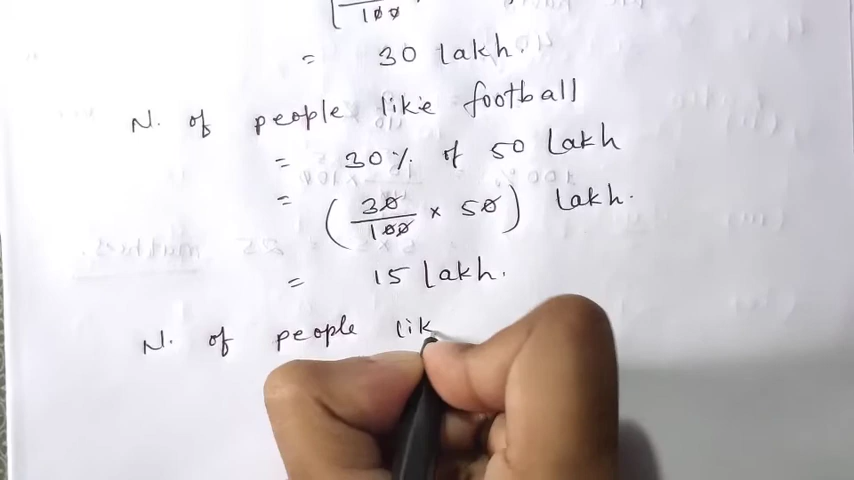 100
= 30 lakh.
N. of people like football
= 30% of 50 lakh
= (30/100 × 50) lakh.
= 15 lakh.
N. of people lik